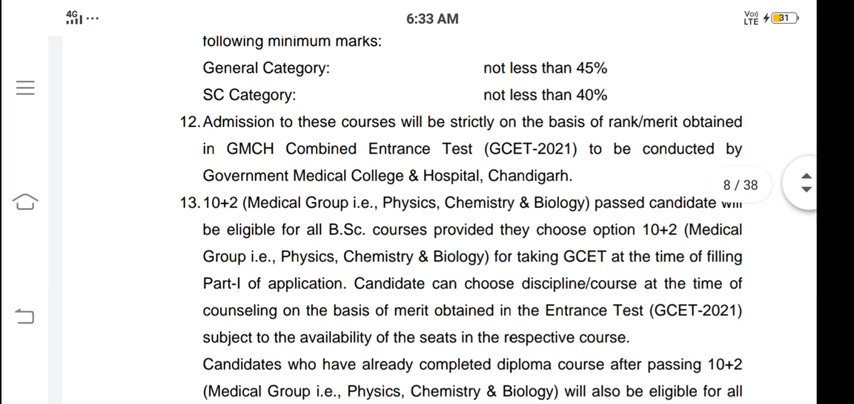 4G
6:33 AM
Vo))
LTE
31
following minimum marks:
General Category: not less than 45%
SC Category: not less than 40%
12. Admission to these courses will be strictly on the basis of rank/merit obtained
in GMCH Combined Entrance Test (GCET-2021) to be conducted by
Government Medical College & Hospital, Chandigarh.
8 / 38
13. 10+2 (Medical Group i.e., Physics, Chemistry & Biology) passed candidate will
be eligible for all B.Sc. courses provided they choose option 10+2 (Medical
Group i.e., Physics, Chemistry & Biology) for taking GCET at the time of filling
Part-I of application. Candidate can choose discipline/course at the time of
counseling on the basis of merit obtained in the Entrance Test (GCET-2021)
subject to the availability of the seats in the respective course.
Candidates who have already completed diploma course after passing 10+2
(Medical Group i.e., Physics, Chemistry & Biology) will also be eligible for all